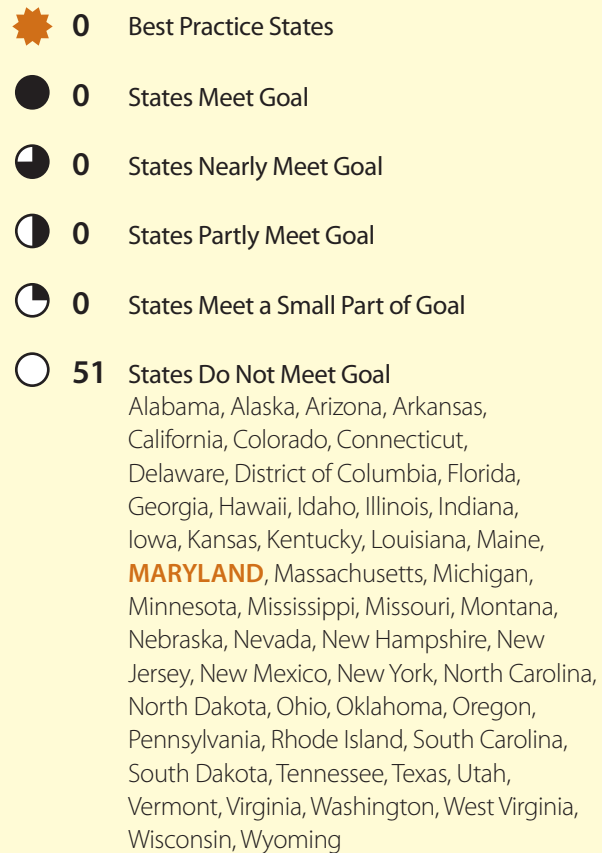 0 Best Practice States
0 States Meet Goal
0 States Nearly Meet Goal
0 States Partly Meet Goal
0 States Meet a Small Part of Goal
51 States Do Not Meet Goal
Alabama, Alaska, Arizona, Arkansas,
California, Colorado, Connecticut,
Delaware, District of Columbia, Florida,
Georgia, Hawaii, Idaho, Illinois, Indiana,
Iowa, Kansas, Kentucky, Louisiana, Maine,
MARYLAND, Massachusetts, Michigan,
Minnesota, Mississippi, Missouri, Montana,
Nebraska, Nevada, New Hampshire, New
Jersey, New Mexico, New York, North Carolina,
North Dakota, Ohio, Oklahoma, Oregon,
Pennsylvania, Rhode Island, South Carolina,
South Dakota, Tennessee, Texas, Utah,
Vermont, Virginia, Washington, West Virginia,
Wisconsin, Wyoming